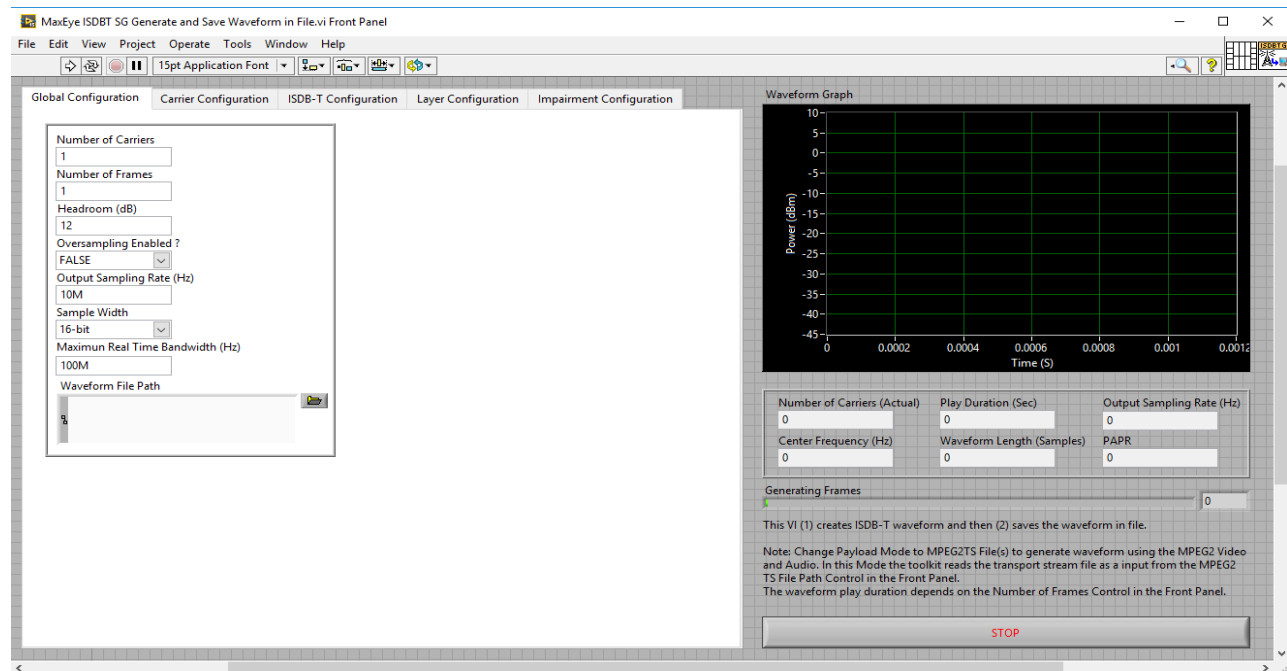 MaxEye ISDBT SG Generate and Save Waveform in File.vi Front Panel
File Edit View Project Operate Tools Window Help
15pt Application Font
ISDBTG
Global Configuration
Carrier Configuration
ISDB-T Configuration
Layer Configuration
Impairment Configuration
Number of Carriers
1
Number of Frames
1
Headroom (dB)
12
Oversampling Enabled ?
FALSE
Output Sampling Rate (Hz)
10M
Sample Width
16-bit
Maximun Real Time Bandwidth (Hz)
100M
Waveform File Path
Waveform Graph
Power (dBm)
10
5
0
-5
-10
-15
-20
-25
-30
-35
-40
-45
0 0.0002 0.0004 0.0006 0.0008 0.001 0.0012
Time (S)
Number of Carriers (Actual) Play Duration (Sec) Output Sampling Rate (Hz)
0 0 0
Center Frequency (Hz) Waveform Length (Samples) PAPR
0 0 0
Generating Frames
0
This VI (1) creates ISDB-T waveform and then (2) saves the waveform in file.
Note: Change Payload Mode to MPEG2TS File(s) to generate waveform using the MPEG2 Video
and Audio. In this Mode the toolkit reads the transport stream file as a input from the MPEG2
TS File Path Control in the Front Panel.
The waveform play duration depends on the Number of Frames Control in the Front Panel.
STOP